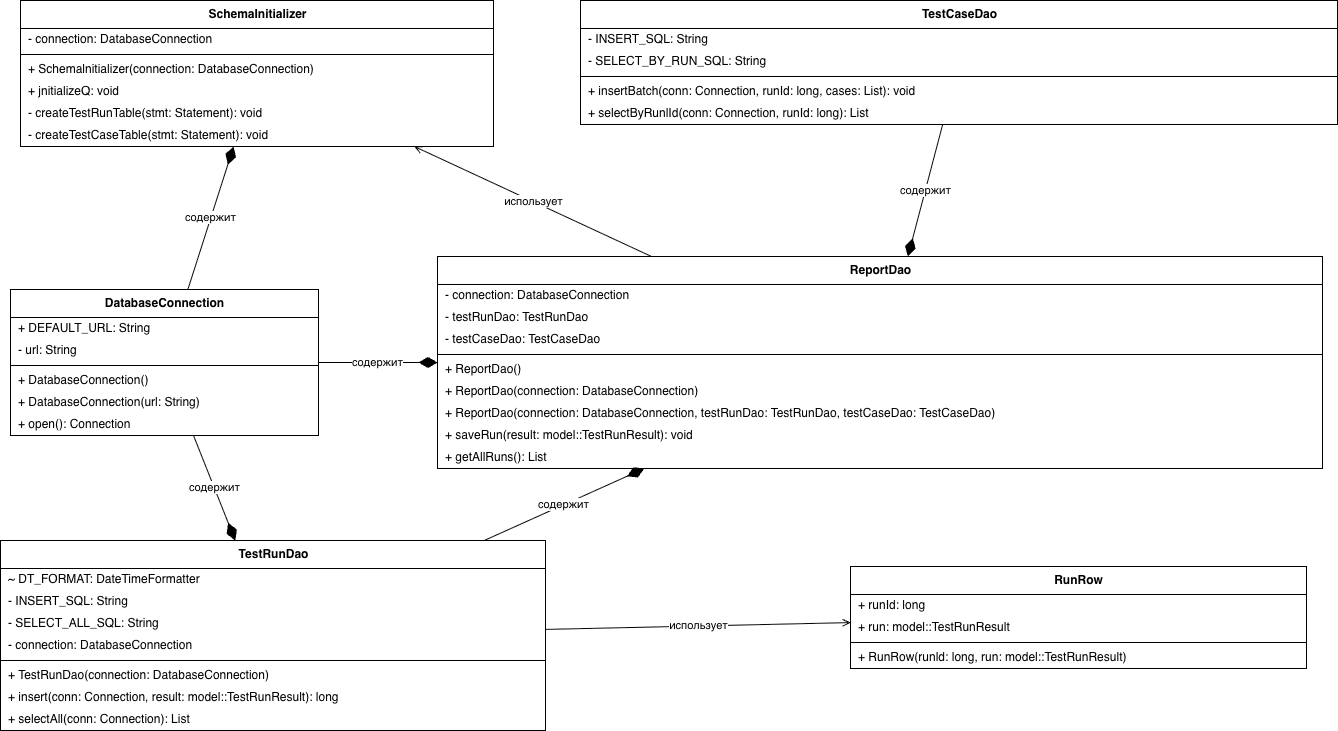 SchemaInitializer
- connection: DatabaseConnection
+ SchemaInitializer(connection: DatabaseConnection)
+ jnitializeQ: void
- createTestRunTable(stmt: Statement): void
- createTestCaseTable(stmt: Statement): void
TestCaseDao
- INSERT_SQL: String
- SELECT_BY_RUN_SQL: String
+ insertBatch(conn: Connection, runId: long, cases: List): void
+ selectByRunlId(conn: Connection, runId: long): List
содержит
использует
содержит
ReportDao
- connection: DatabaseConnection
- testRunDao: TestRunDao
- testCaseDao: TestCaseDao
+ ReportDao()
+ ReportDao(connection: DatabaseConnection)
+ ReportDao(connection: DatabaseConnection, testRunDao: TestRunDao, testCaseDao: TestCaseDao)
+ saveRun(result: model::TestRunResult): void
+ getAllRuns(): List
DatabaseConnection
+ DEFAULT_URL: String
- url: String
+ DatabaseConnection()
+ DatabaseConnection(url: String)
+ open(): Connection
содержит
содержит
содержит
TestRunDao
~ DT_FORMAT: DateTimeFormatter
- INSERT_SQL: String
- SELECT_ALL_SQL: String
- connection: DatabaseConnection
+ TestRunDao(connection: DatabaseConnection)
+ insert(conn: Connection, result: model::TestRunResult): long
+ selectAll(conn: Connection): List
использует
RunRow
+ runId: long
+ run: model::TestRunResult
+ RunRow(runId: long, run: model::TestRunResult)